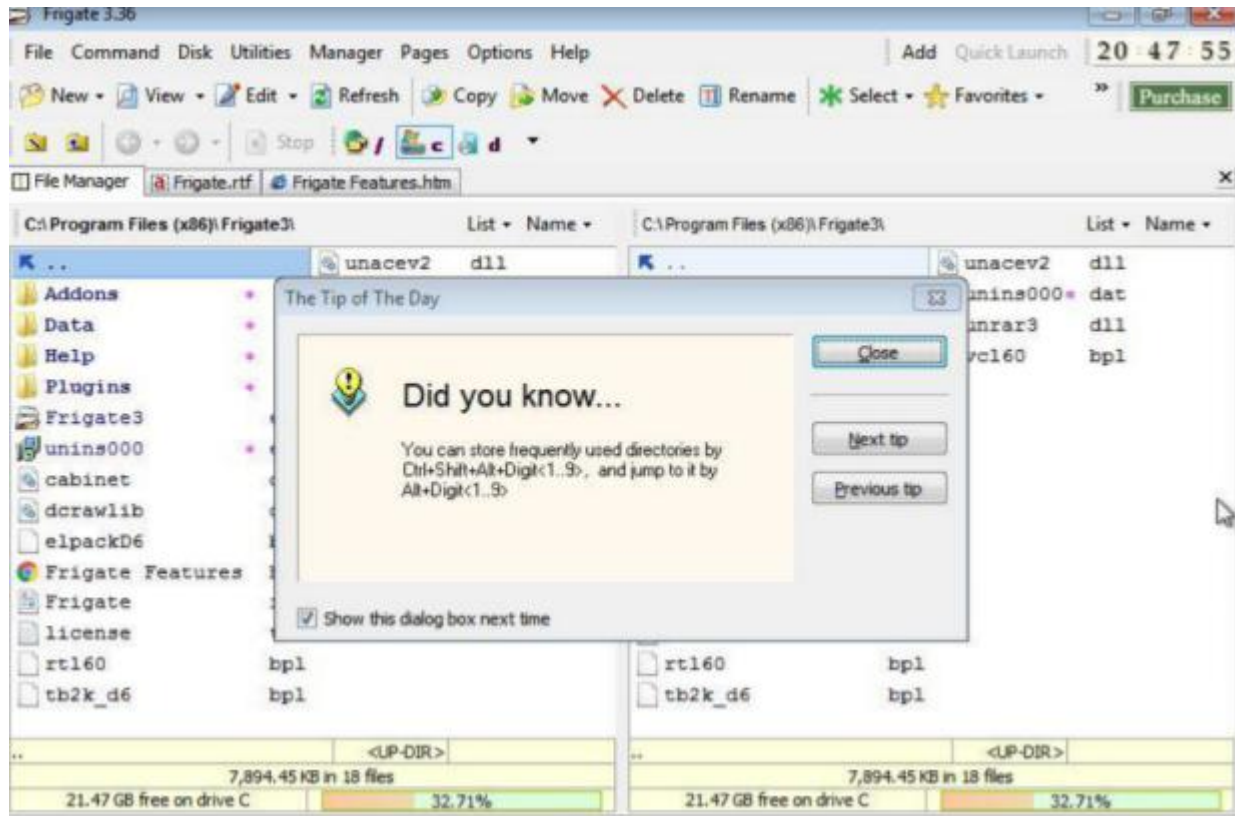 Frigate 3.36
File Command Disk Utilities Manager Pages Options Help Add Quick Launch 20:47:55
New View Edit Refresh Copy Move Delete Rename Select Favorites » Purchase
Stop / c d
File Manager Frigate.rtf Frigate Features.htm
C:\Program Files (x86)\Frigate3\ List Name C:\Program Files (x86)\Frigate3\ List Name
.. unacev2 dll .. unacev2 dll
Addons The Tip of The Day unins000 dat
Data unrar3 dll
Help Close vcl60 bpl
Plugins Did you know...
Frigate3
unins000 You can store frequently used directories by Next tip
cabinet Ctrl+Shift+Alt+Digit<1..9>, and jump to it by
dcrawlib Alt+Digit<1..9> Previous tip
elpackD6
Frigate Features
Frigate Show this dialog box next time
license
rtl60 bpl rtl60 bpl
tb2k_d6 bpl tb2k_d6 bpl
.. <UP-DIR> .. <UP-DIR>
7,894.45 KB in 18 files 7,894.45 KB in 18 files
21.47 GB free on drive C 32.71% 21.47 GB free on drive C 32.71%